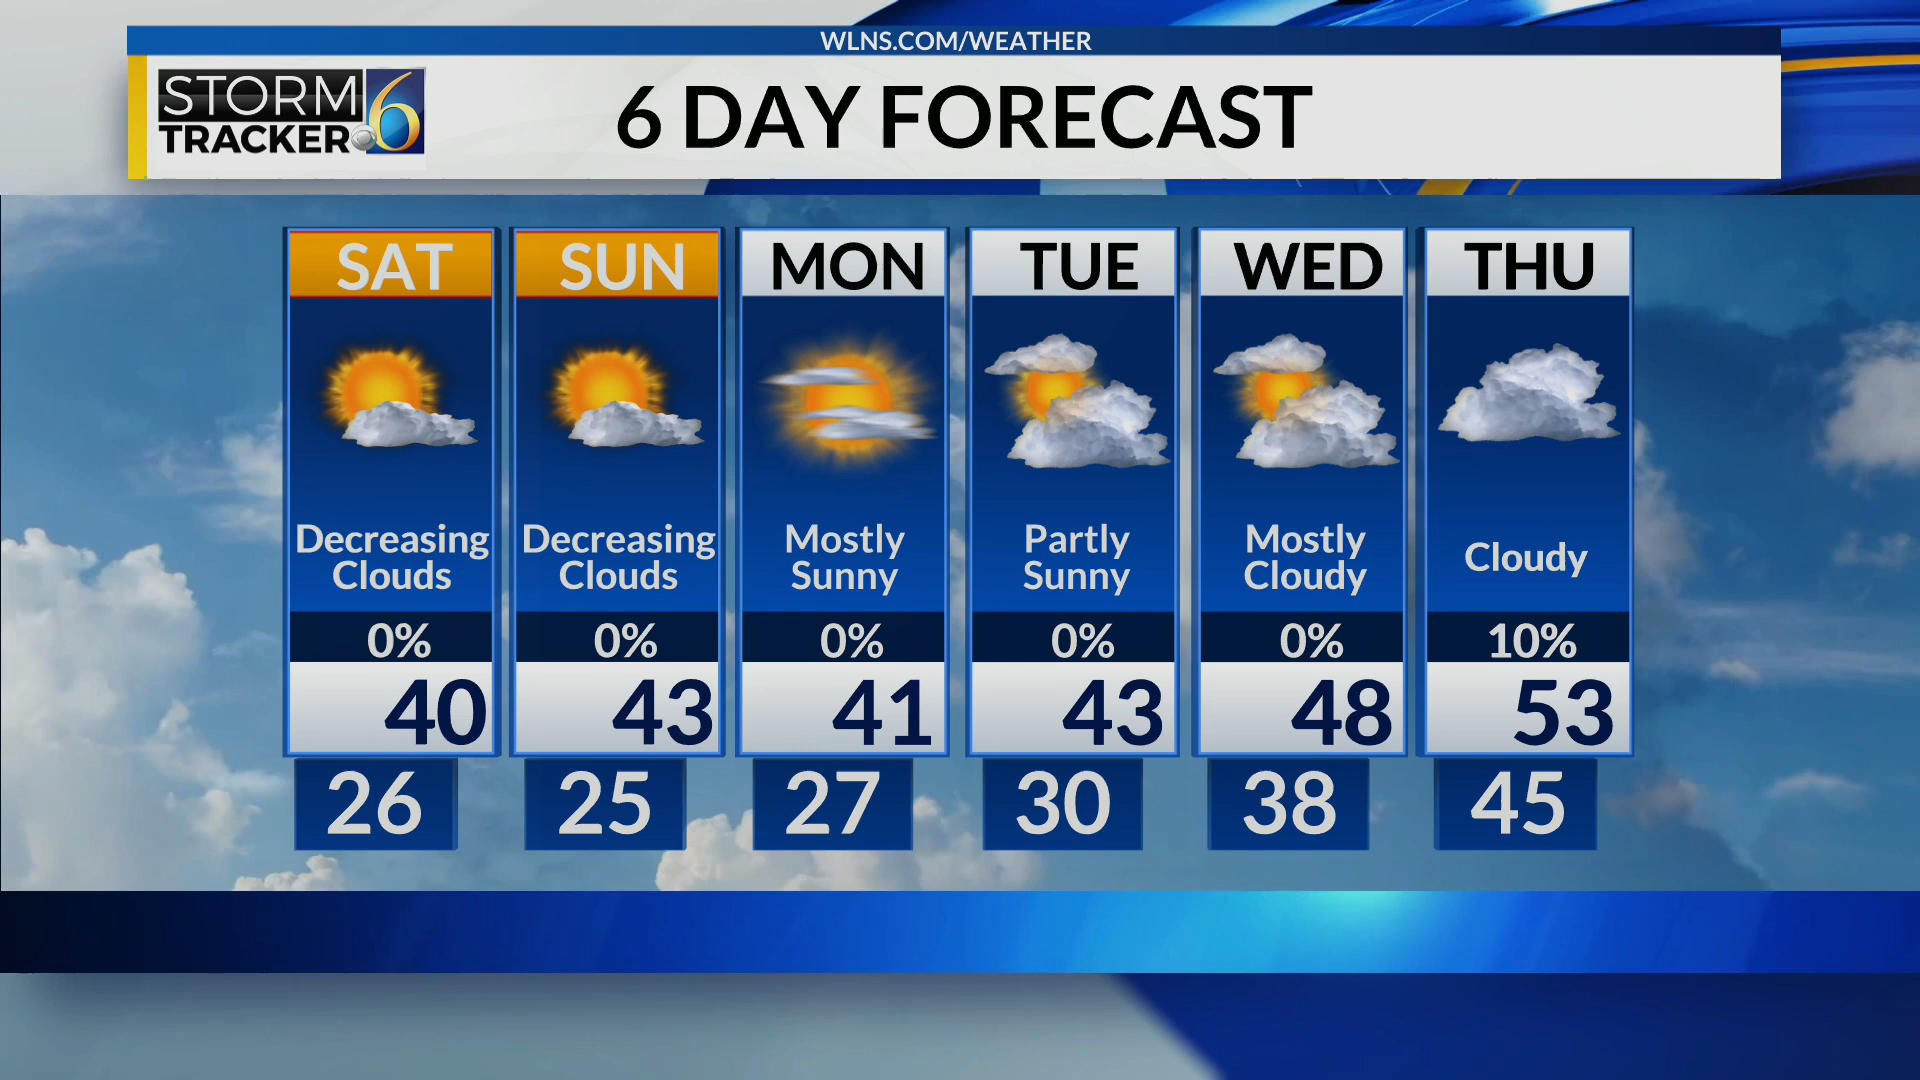 WLNS.COM/WEATHER
STORM
TRACKER 6
6 DAY FORECAST
SAT SUN MON TUE WED THU
Decreasing Decreasing Mostly Partly Mostly Cloudy
Clouds Clouds Sunny Sunny Cloudy
0% 0% 0% 0% 0% 10%
40 43 41 43 48 53
26 25 27 30 38 45